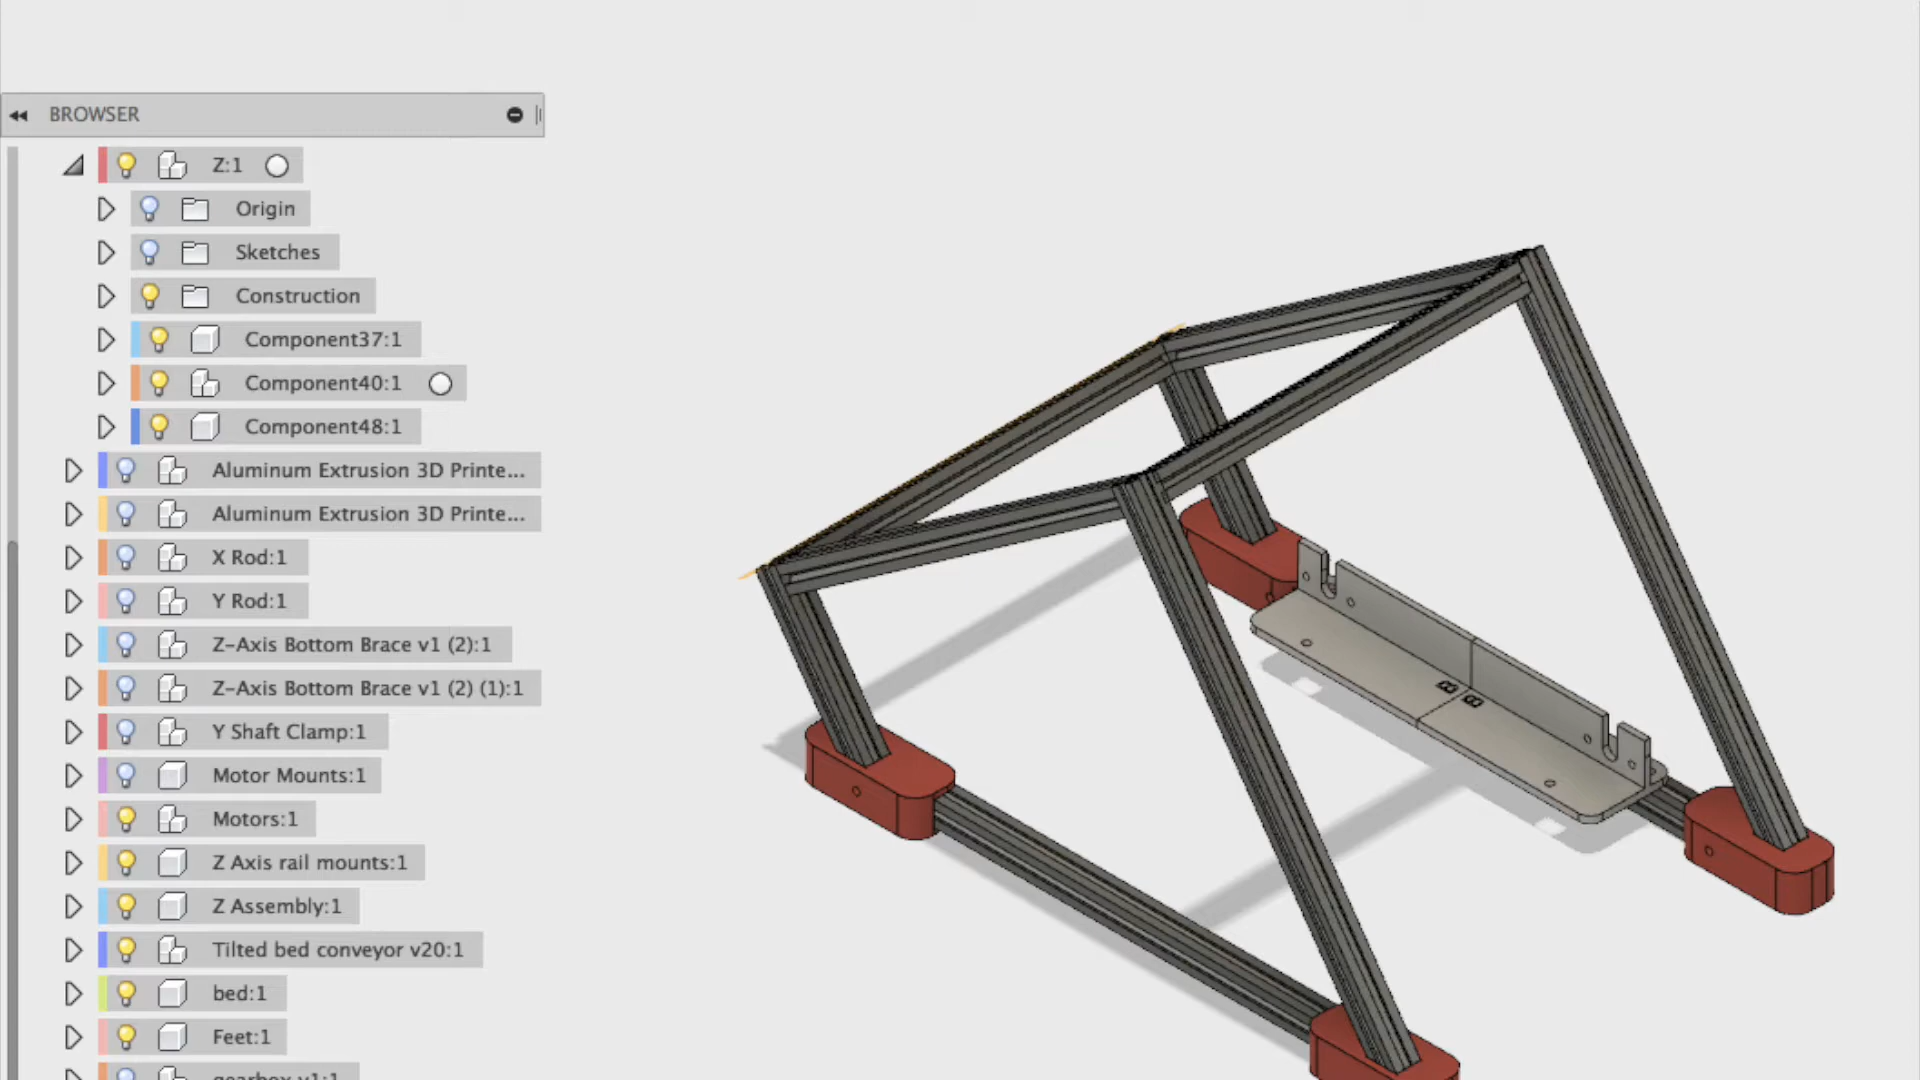 BROWSER
Z:1
Origin
Sketches
Construction
Component37:1
Component40:1
Component48:1
Aluminum Extrusion 3D Printe...
Aluminum Extrusion 3D Printe...
X Rod:1
Y Rod:1
Z-Axis Bottom Brace v1 (2):1
Z-Axis Bottom Brace v1 (2) (1):1
Y Shaft Clamp:1
Motor Mounts:1
Motors:1
Z Axis rail mounts:1
Z Assembly:1
Tilted bed conveyor v20:1
bed:1
Feet:1
gearbox v1:1